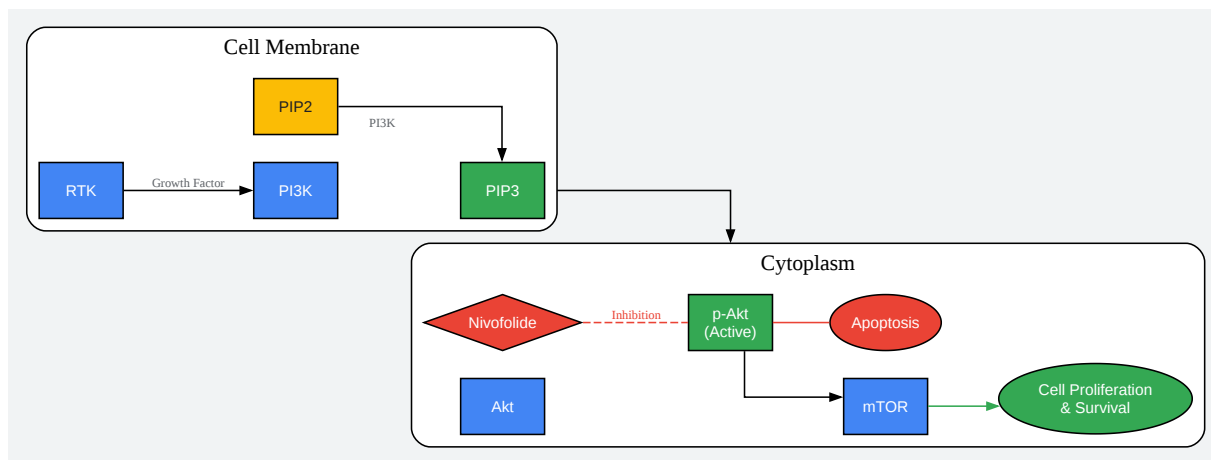 Cell Membrane
PIP2
PI3K
RTK
Growth Factor
PI3K
PIP3
Cytoplasm
Nivofolide
Inhibition
p-Akt
(Active)
Apoptosis
Akt
mTOR
Cell Proliferation
& Survival